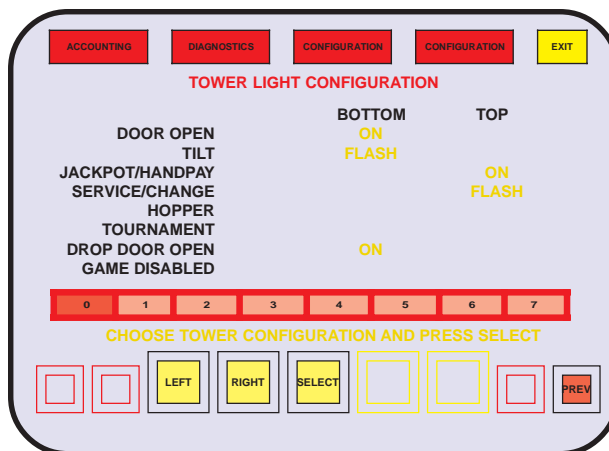 ACCOUNTING DIAGNOSTICS CONFIGURATION CONFIGURATION EXIT
TOWER LIGHT CONFIGURATION
BOTTOM TOP
DOOR OPEN ON
TILT FLASH
JACKPOT/HANDPAY ON
SERVICE/CHANGE FLASH
HOPPER
TOURNAMENT
DROP DOOR OPEN ON
GAME DISABLED
0 1 2 3 4 5 6 7
CHOOSE TOWER CONFIGURATION AND PRESS SELECT
LEFT RIGHT SELECT PREV